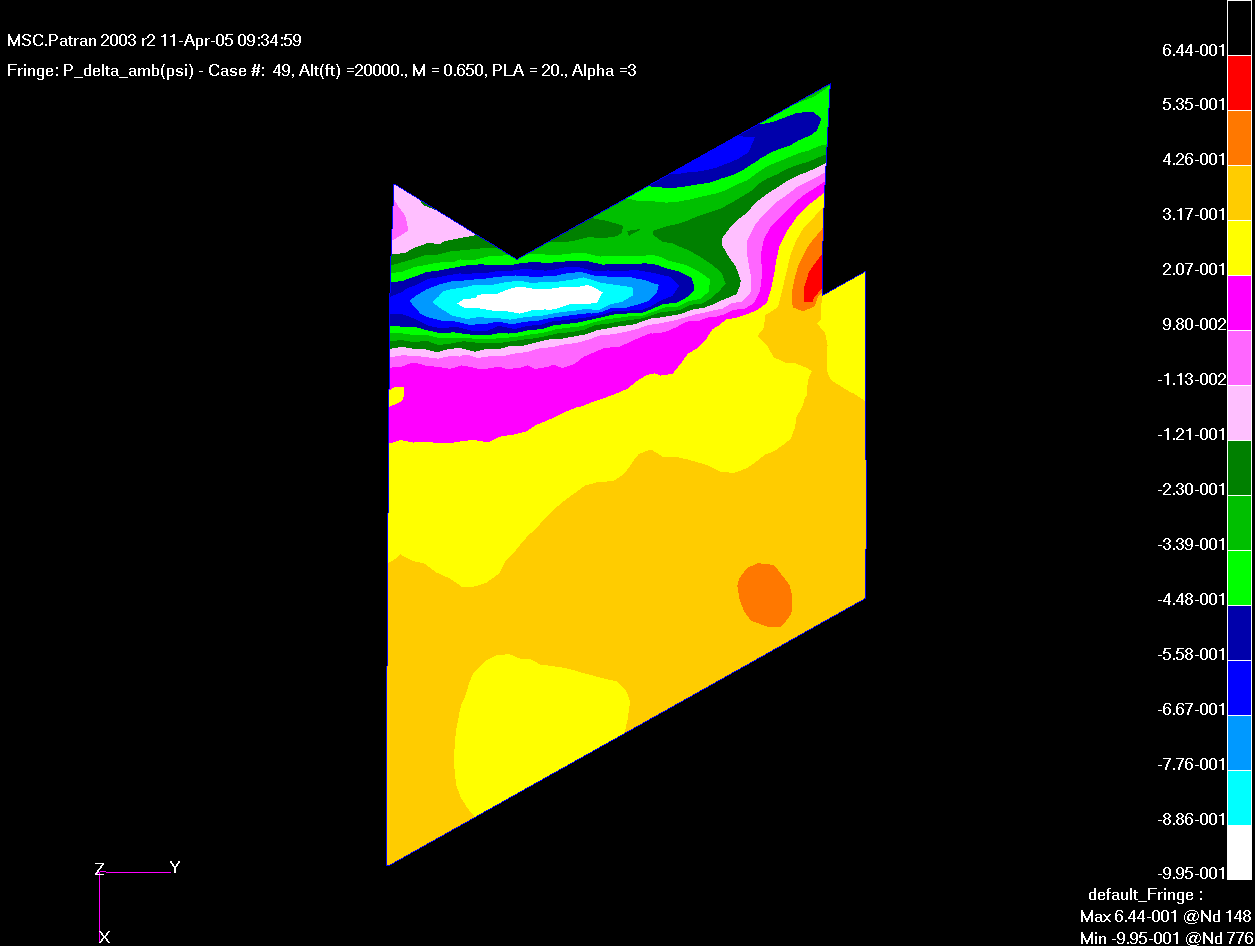 MSC.Patran 2003 r2 11-Apr-05 09:34:59
Fringe: P_delta_amb(psi) - Case #: 49, Alt(ft) =20000., M = 0.650, PLA = 20., Alpha =3
6.44-001
5.35-001
4.26-001
3.17-001
2.07-001
9.80-002
-1.13-002
-1.21-001
-2.30-001
-3.39-001
-4.48-001
-5.58-001
-6.67-001
-7.76-001
-8.86-001
-9.95-001
Z Y
X
default_Fringe :
Max 6.44-001 @Nd 148
Min -9.95-001 @Nd 776